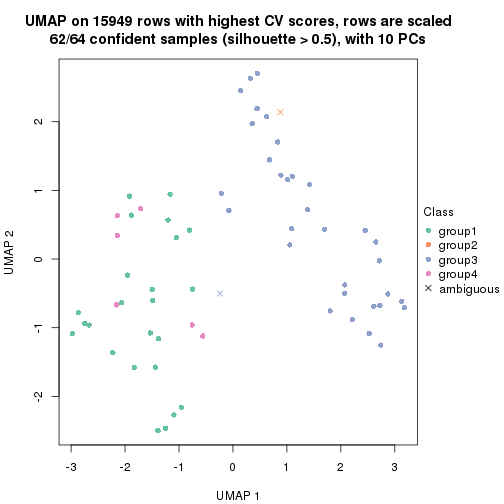 UMAP on 15949 rows with highest CV scores, rows are scaled
62/64 confident samples (silhouette > 0.5), with 10 PCs
2
1
0
-1
-2
UMAP 2
-3
-2
-1
0
1
2
3
UMAP 1
Class
group1
group2
group3
group4
ambiguous